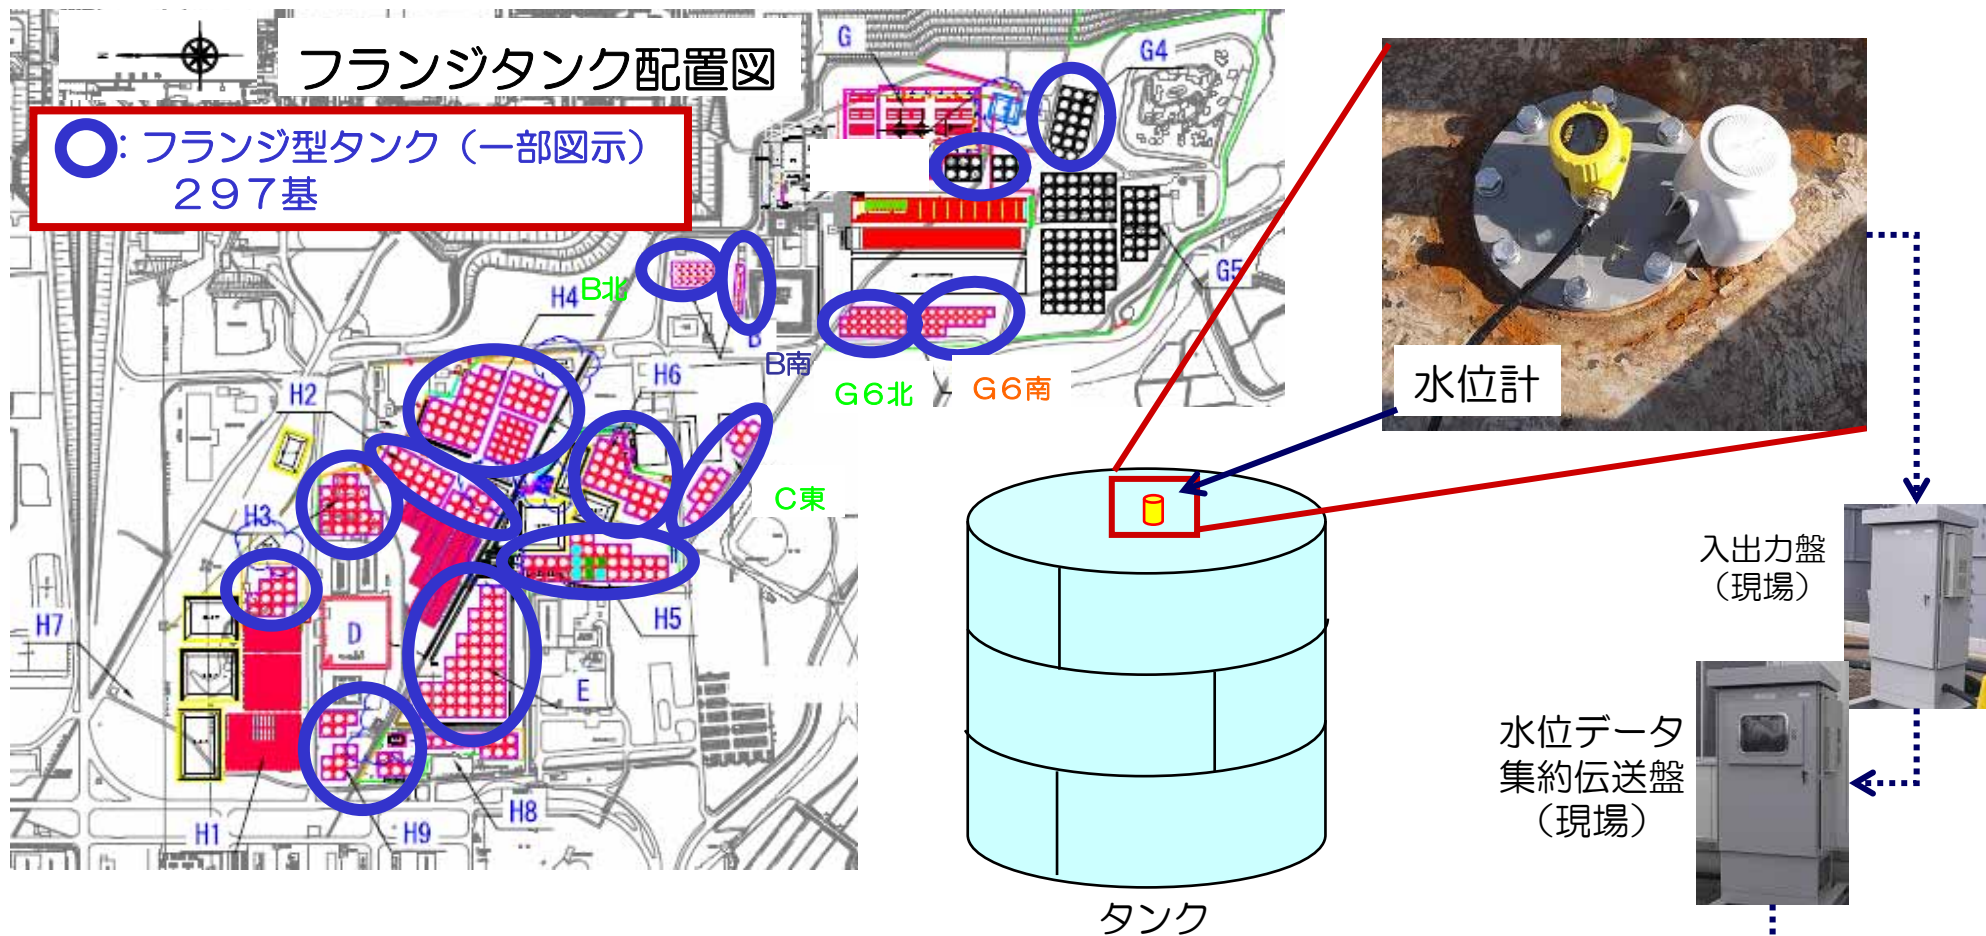 フランジタンク配置図
：フランジ型タンク（一部図示）
２９７基
G
G4
G5
B北
H4
B
B南
G６北
G６南
H2
H6
C東
H3
H7
D
H5
E
H1
H9
H8
水位計
タンク
入出力盤
（現場）
水位データ
集約伝送盤
（現場）